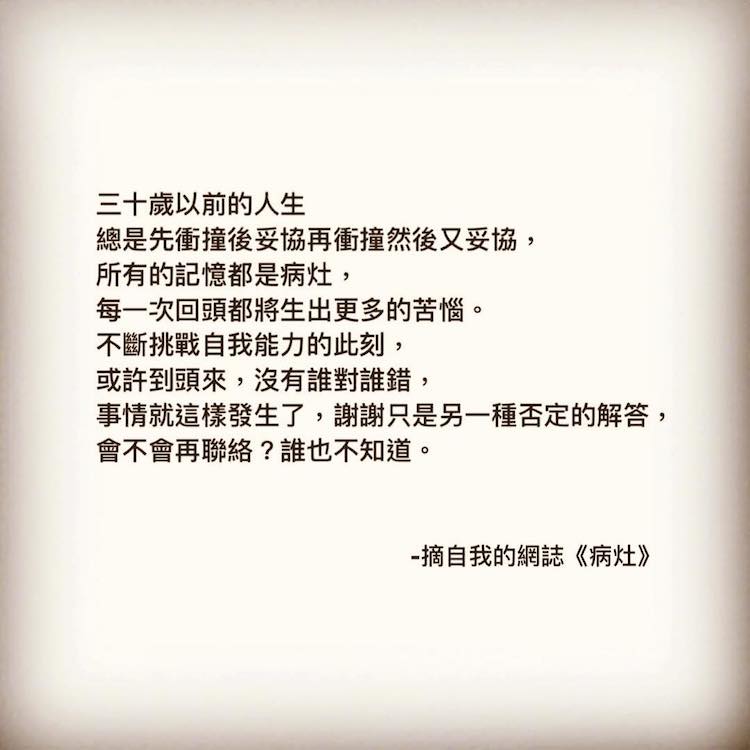 三十歲以前的人生
總是先衝撞後妥協再衝撞然後又妥協，
所有的記憶都是病灶，
每一次回頭都將生出更多的苦惱。
不斷挑戰自我能力的此刻，
或許到頭來，沒有誰對誰錯，
事情就這樣發生了，謝謝只是另一種否定的解答，
會不會再聯絡？誰也不知道。
-摘自我的網誌《病灶》